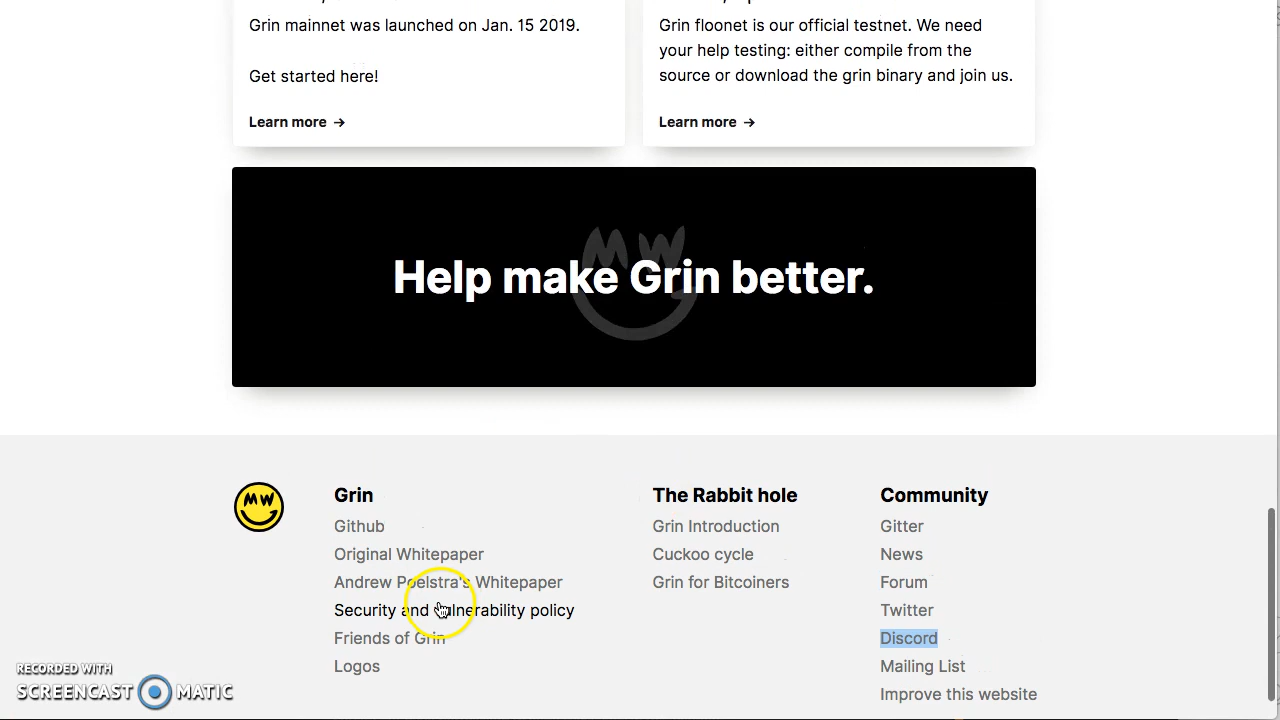 Grin mainnet was launched on Jan. 15 2019.
Get started here!
Learn more →
Grin floonet is our official testnet. We need
your help testing: either compile from the
source or download the grin binary and join us.
Learn more →
MW
Help make Grin better.
MW
Grin
Github
Original Whitepaper
Andrew Poelstra's Whitepaper
Security and vulnerability policy
Friends of Grin
Logos
The Rabbit hole
Grin Introduction
Cuckoo cycle
Grin for Bitcoiners
Community
Gitter
News
Forum
Twitter
Discord
Mailing List
Improve this website
RECORDED WITH
SCREENCAST MATIC